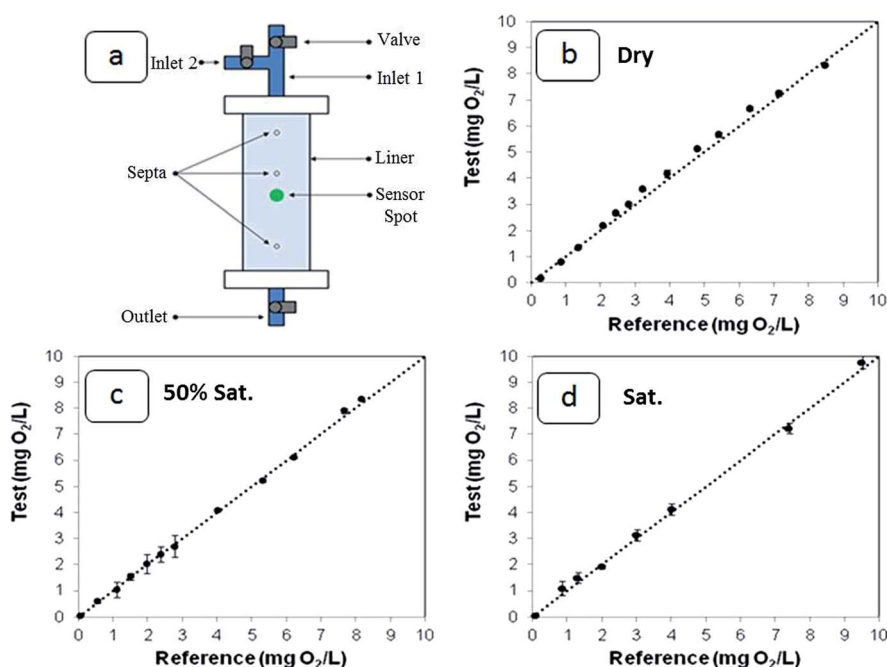 a
Valve
Inlet 2
Inlet 1
Septa
Liner
Sensor
Spot
Outlet
b
Dry
Test (mg O2/L)
10
9
8
7
6
5
4
3
2
1
0
0 1 2 3 4 5 6 7 8 9 10
Reference (mg O2/L)
c
50% Sat.
Test (mg O2/L)
10
9
8
7
6
5
4
3
2
1
0
0 1 2 3 4 5 6 7 8 9 10
Reference (mg O2/L)
d
Sat.
Test (mg O2/L)
10
9
8
7
6
5
4
3
2
1
0
0 1 2 3 4 5 6 7 8 9 10
Reference (mg O2/L)